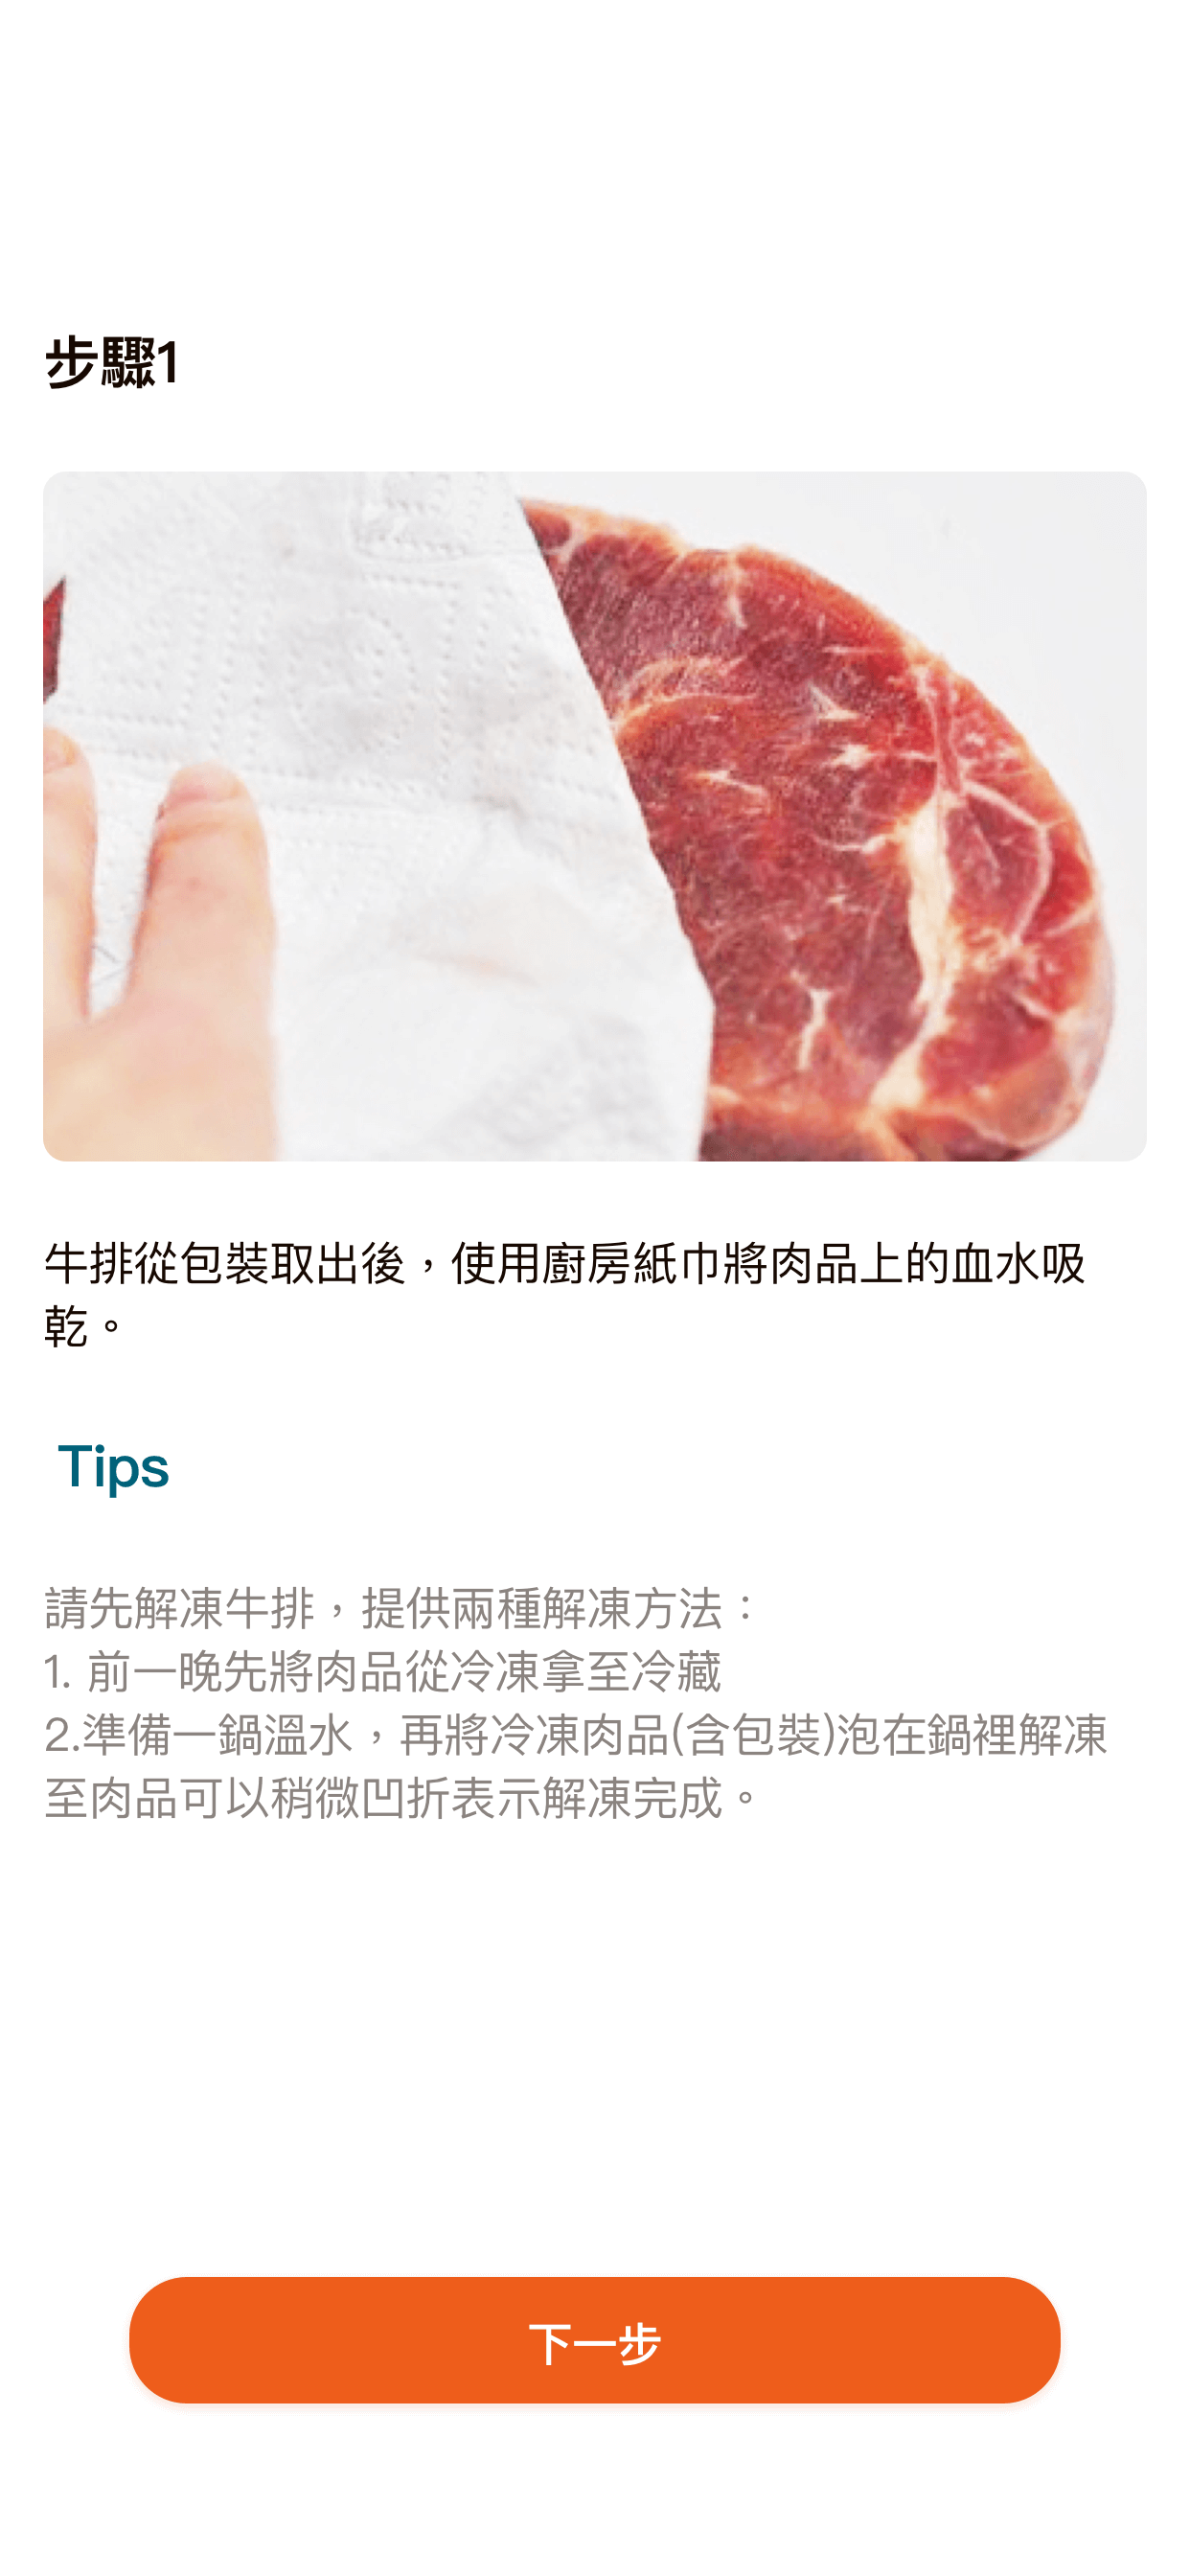 步驟1
牛排從包裝取出後，使用廚房紙巾將肉品上的血水吸
乾。
Tips
請先解凍牛排，提供兩種解凍方法：
1. 前一晚先將肉品從冷凍拿至冷藏
2.準備一鍋溫水，再將冷凍肉品(含包裝)泡在鍋裡解凍
至肉品可以稍微凹折表示解凍完成。
下一步